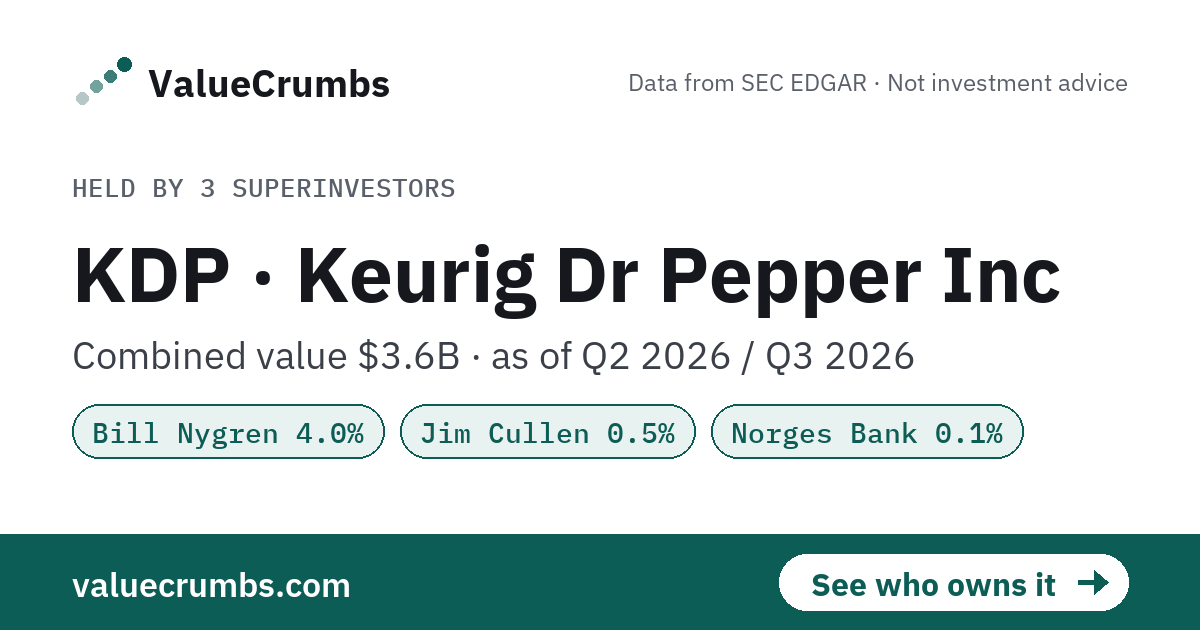 ValueCrumbs
Data from SEC EDGAR · Not investment advice
HELD BY 3 SUPERINVESTORS
KDP · Keurig Dr Pepper Inc
Combined value $3.6B · as of Q2 2026 / Q3 2026
Bill Nygren 4.0%
Jim Cullen 0.5%
Norges Bank 0.1%
valuecrumbs.com
See who owns it →